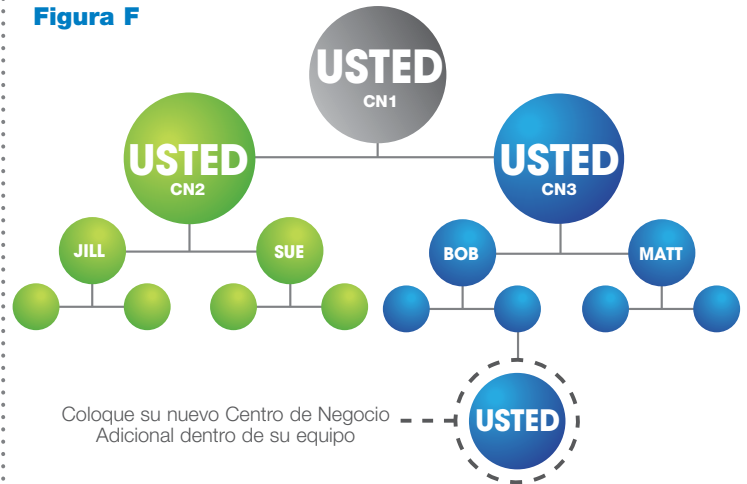 Figura F
USTED
CN1
USTED
CN2
USTED
CN3
JILL
SUE
BOB
MATT
Coloque su nuevo Centro de Negocio
Adicional dentro de su equipo
USTED